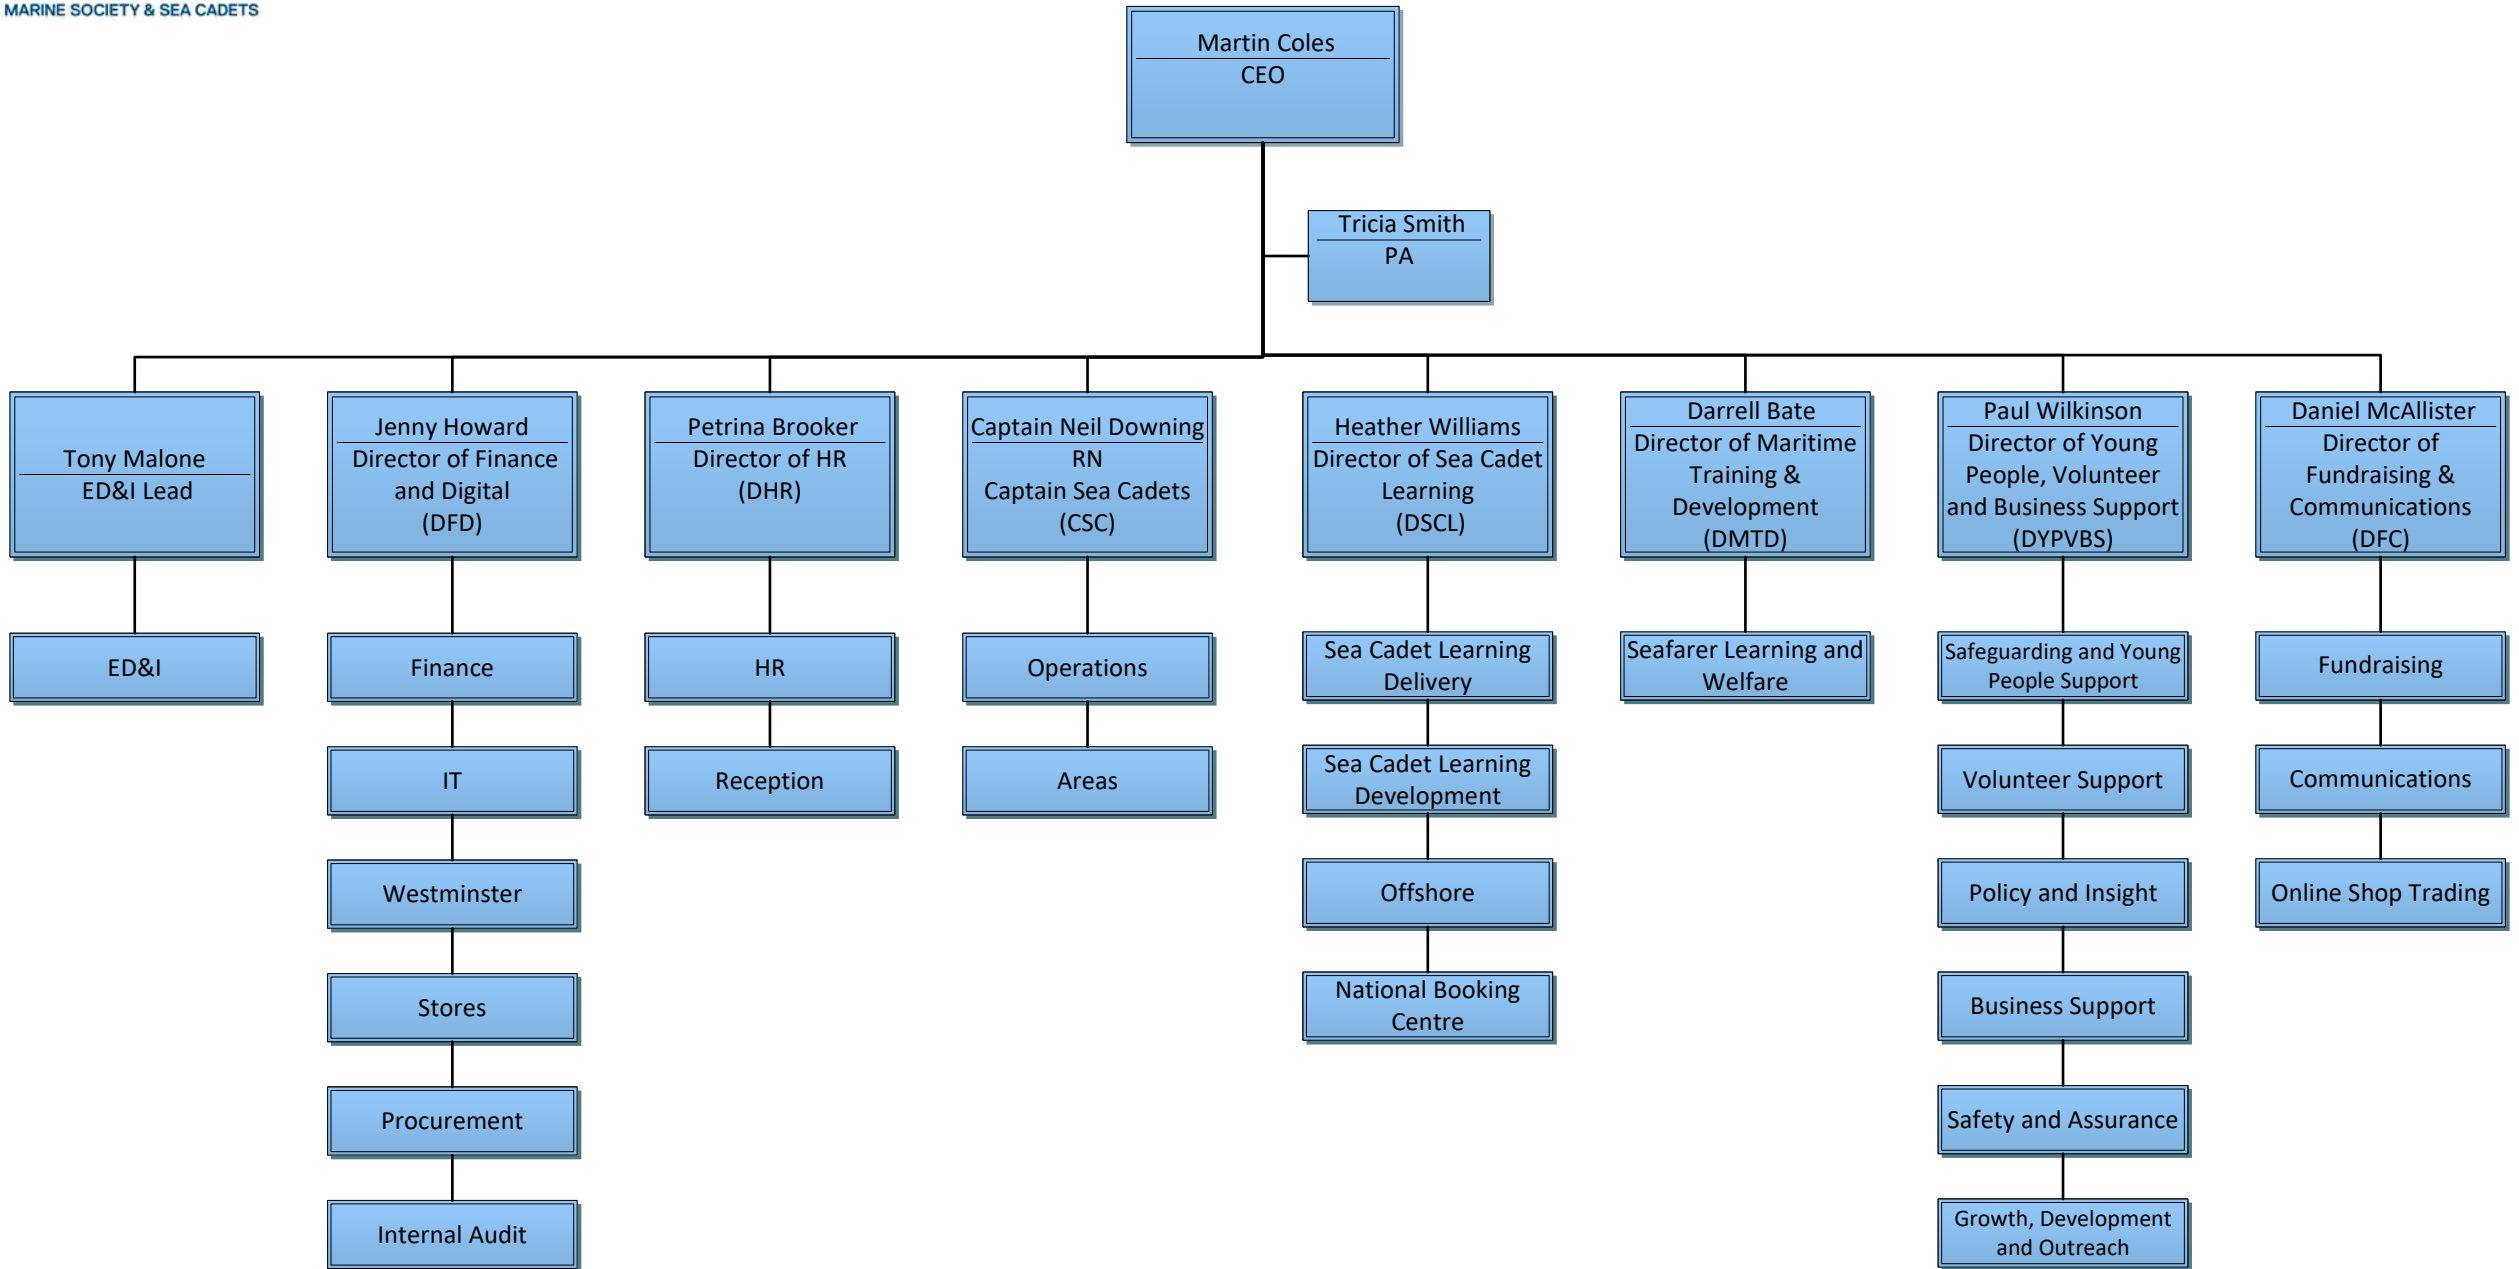 MARINE SOCIETY & SEA CADETS
Martin Coles
CEO
Tricia Smith
PA
Tony Malone
ED&I Lead
ED&I
Jenny Howard
Director of Finance
and Digital
(DFD)
Finance
IT
Westminster
Stores
Procurement
Internal Audit
Petrina Brooker
Director of HR
(DHR)
HR
Reception
Captain Neil Downing
RN
Captain Sea Cadets
(CSC)
Operations
Areas
Heather Williams
Director of Sea Cadet
Learning
(DSCL)
Sea Cadet Learning
Delivery
Sea Cadet Learning
Development
Offshore
National Booking
Centre
Darrell Bate
Director of Maritime
Training &
Development
(DMTD)
Seafarer Learning and
Welfare
Paul Wilkinson
Director of Young
People, Volunteer
and Business Support
(DYPVBS)
Safeguarding and Young
People Support
Volunteer Support
Policy and Insight
Business Support
Safety and Assurance
Growth, Development
and Outreach
Daniel McAllister
Director of
Fundraising &
Communications
(DFC)
Fundraising
Communications
Online Shop Trading